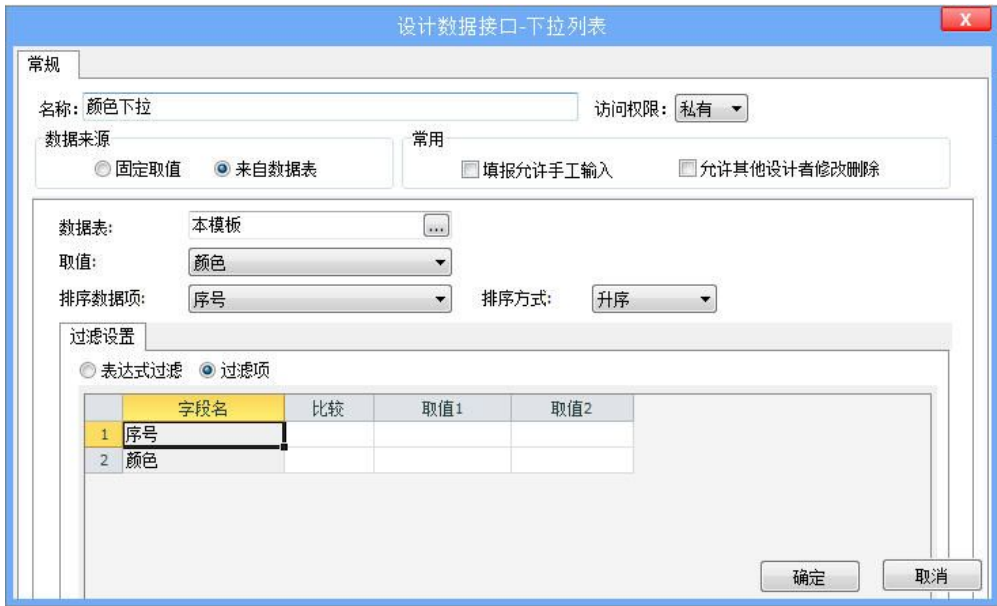 设计数据接口-下拉列表
X
常规
名称: 颜色下拉 访问权限: 私有
数据来源 常用
固定取值 来自数据表 填报允许手工输入 允许其他设计者修改删除
数据表: 本模板 ...
取值: 颜色
排序数据项: 序号 排序方式: 升序
过滤设置
表达式过滤 过滤项
字段名 比较 取值1 取值2
1 序号
2 颜色
确定 取消